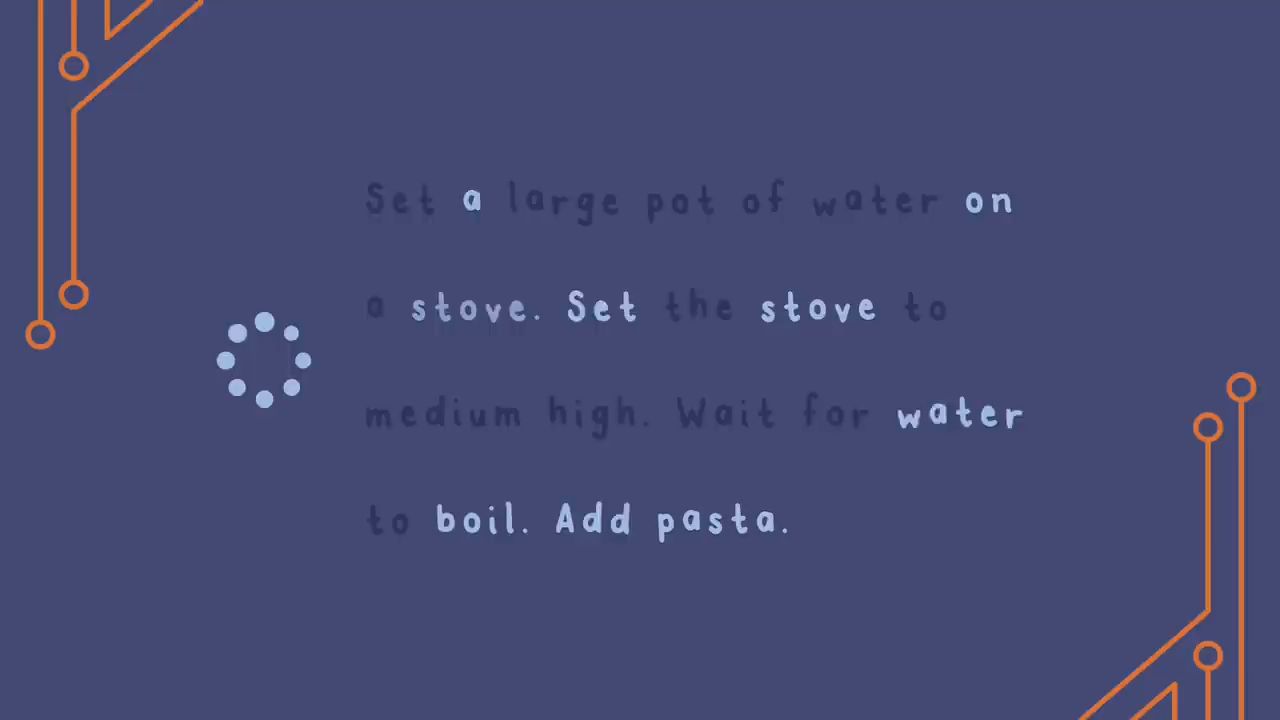 Set a large pot of water on
a stove. Set the stove to
medium high. Wait for water
to boil. Add pasta.